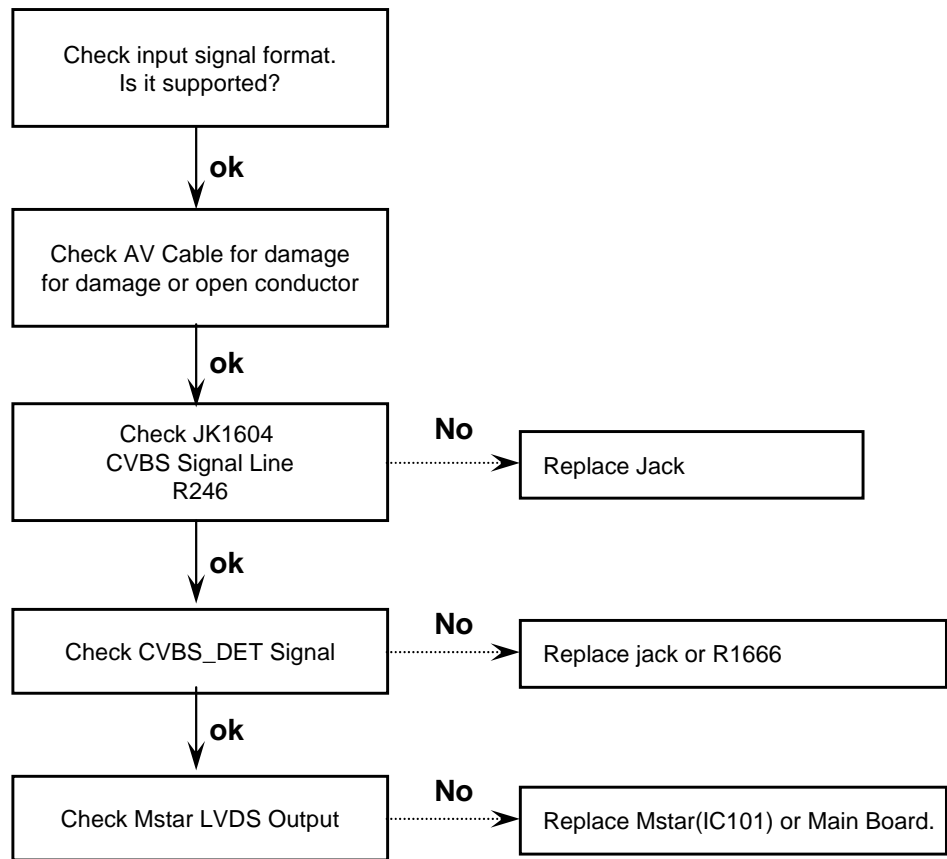 Check input signal format.
Is it supported?
ok
Check AV Cable for damage
for damage or open conductor
ok
Check JK1604
CVBS Signal Line
R246
No
Replace Jack
ok
Check CVBS_DET Signal
No
Replace jack or R1666
ok
Check Mstar LVDS Output
No
Replace Mstar(IC101) or Main Board.